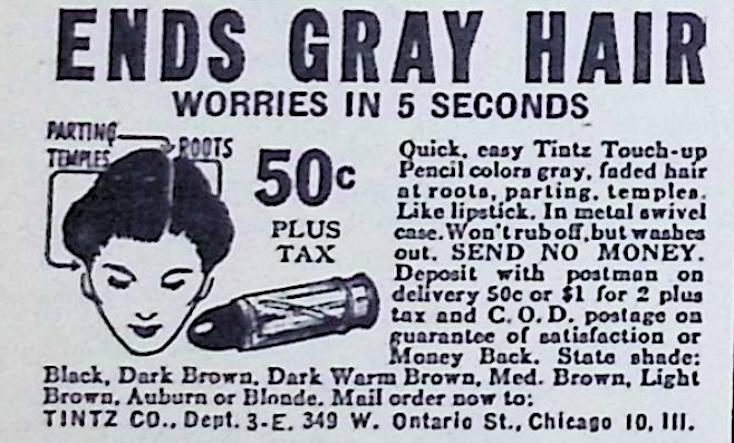 ENDS GRAY HAIR
WORRIES IN 5 SECONDS
PARTING
TEMPLES
ROOTS
50c
PLUS
TAX
Quick, easy Tintz Touch-up
Pencil colors gray, faded hair
at roots, parting, temples.
Like lipstick. In metal swivel
case. Won't rub off, but washes
out. SEND NO MONEY.
Deposit with postman on
delivery 50c or $1 for 2 plus
tax and C.O.D. postage on
guarantee of satisfaction or
Money Back. State shade:
Black, Dark Brown, Dark Warm Brown, Med. Brown, Light
Brown, Auburn or Blonde. Mail order now to:
TINTZ CO., Dept. 3-E. 349 W. Ontario St., Chicago 10, Ill.